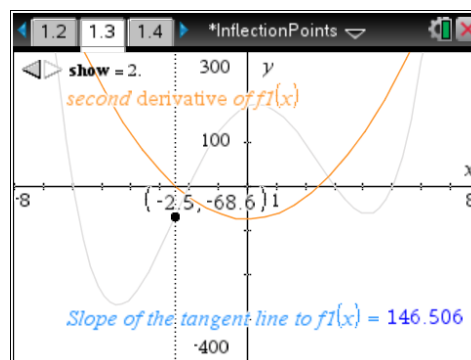 1.2 1.3 1.4 *InflectionPoints
show = 2.
300 y
second derivative of f1(x)
100
x
-8 (-2.5, -68.6) 1 8
Slope of the tangent line to f1(x) = 146.506
-400